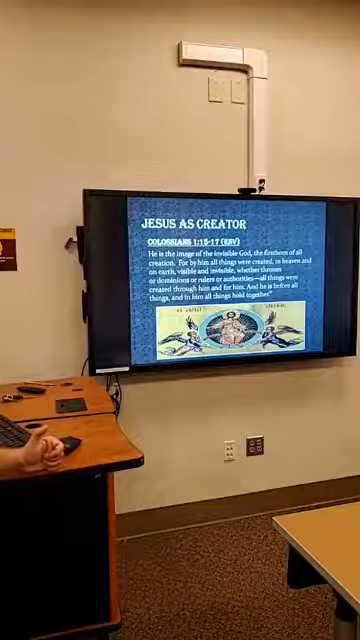 JESUS AS CREATOR
COLOSSIANS 1:15-17 (ESV)
He is the image of the invisible God, the firstborn of all
creation. For by him all things were created, in heaven and
on earth, visible and invisible, whether thrones
or dominions or rulers or authorities—all things were
created through him and for him. And he is before all
things, and in him all things hold together."